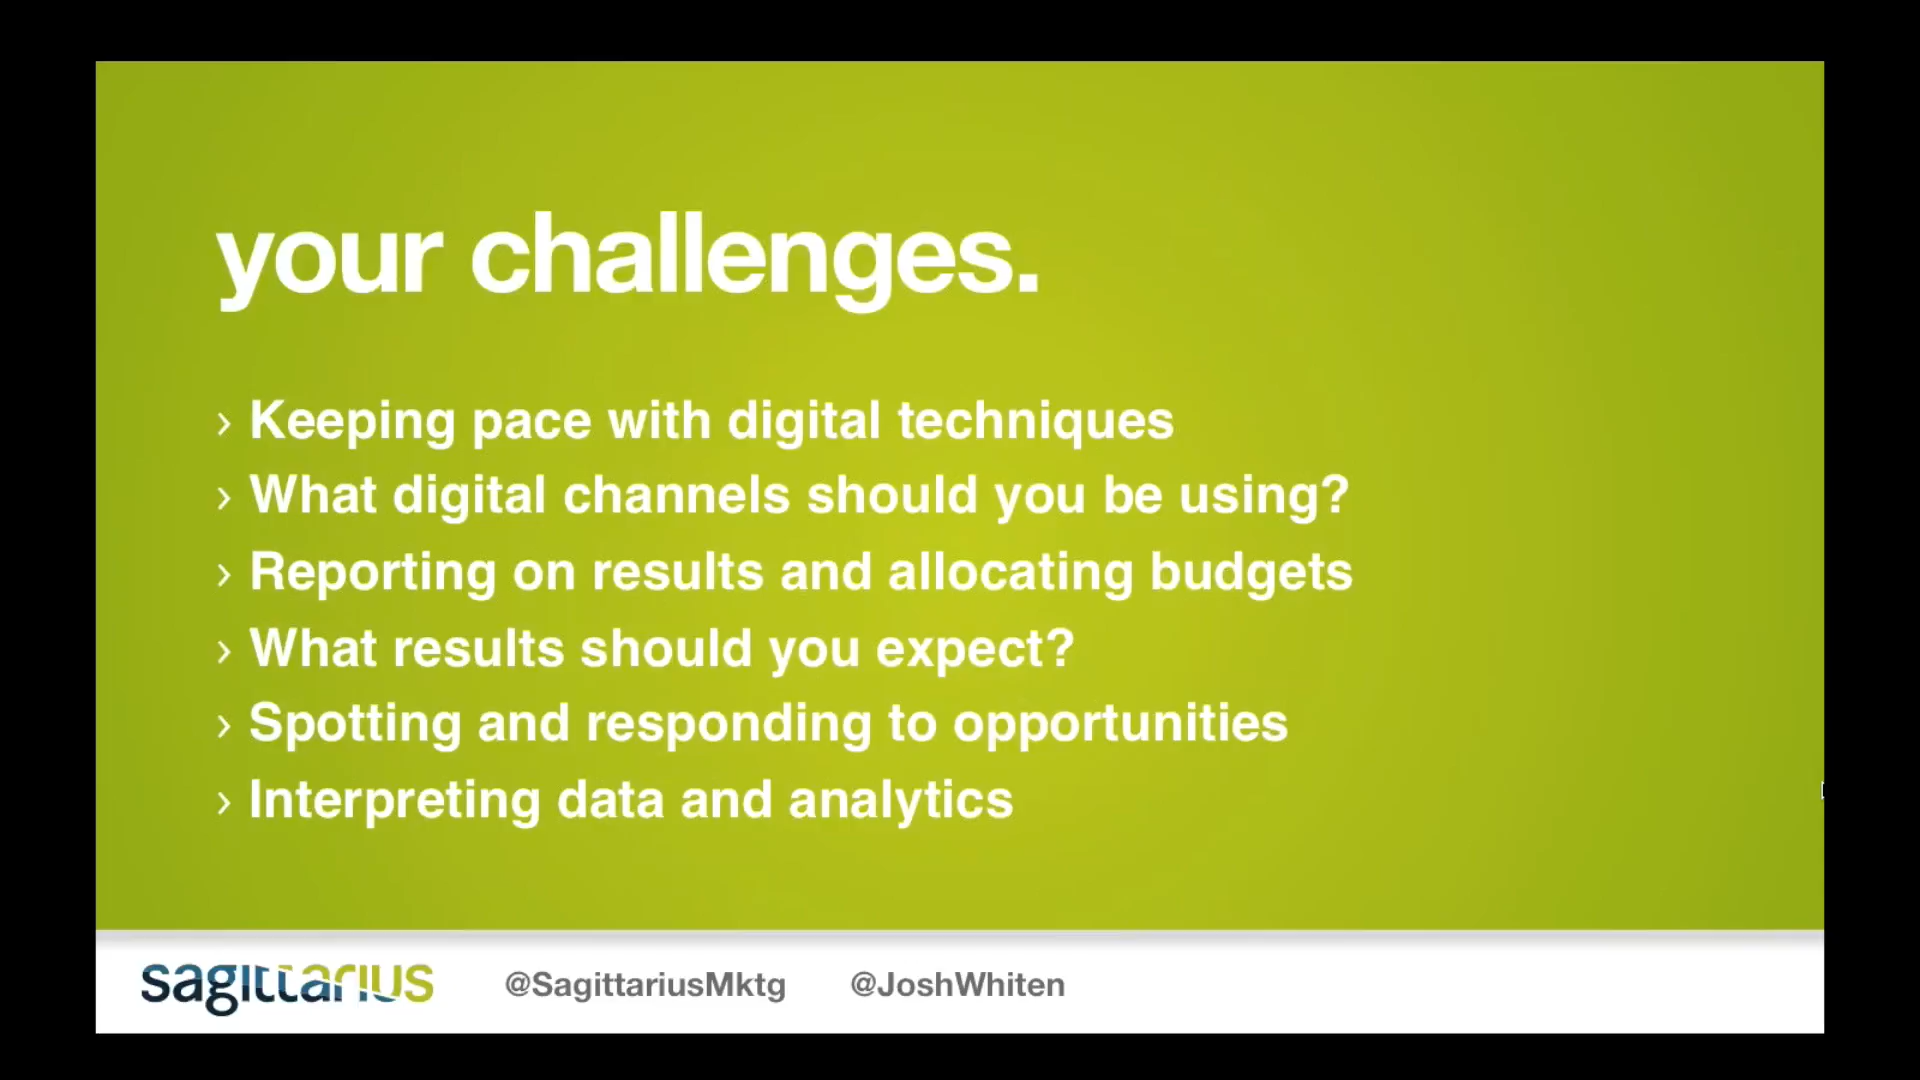 your challenges.
› Keeping pace with digital techniques
› What digital channels should you be using?
› Reporting on results and allocating budgets
› What results should you expect?
› Spotting and responding to opportunities
› Interpreting data and analytics
sagittarius @SagittariusMktg @JoshWhiten